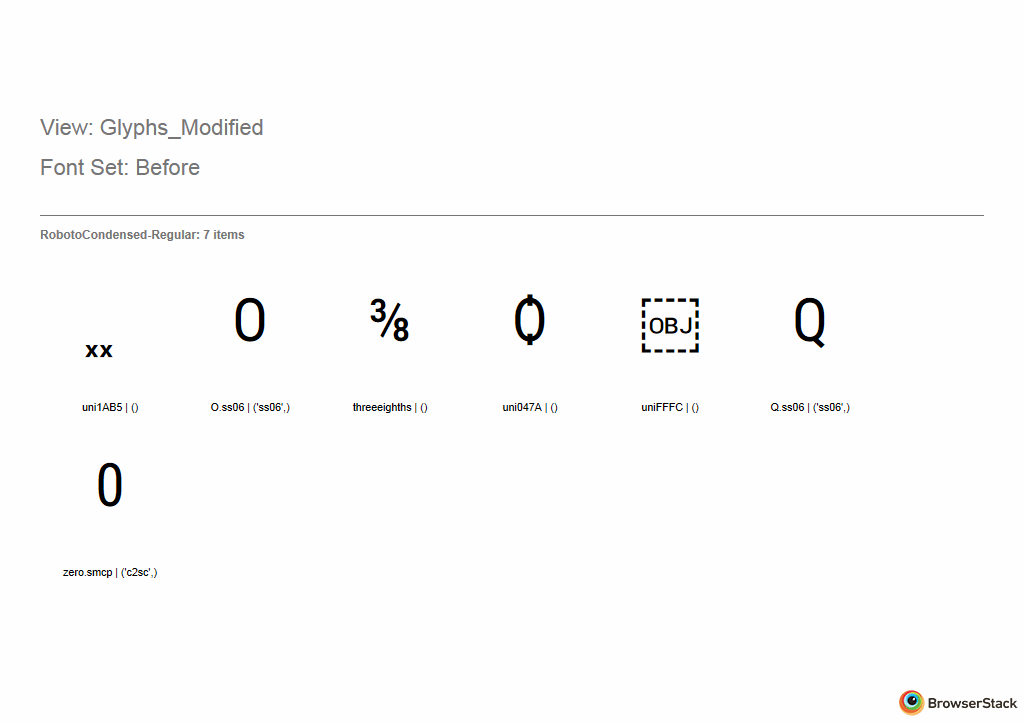 View: Glyphs_Modified
Font Set: Before
RobotoCondensed-Regular: 7 items
xx O ⅜ Ѻ OBJ Q
uni1AB5 | () O.ss06 | ('ss06',) threeeighths | () uni047A | () uniFFFC | () Q.ss06 | ('ss06',)
0
zero.smcp | ('c2sc',)
BrowserStack